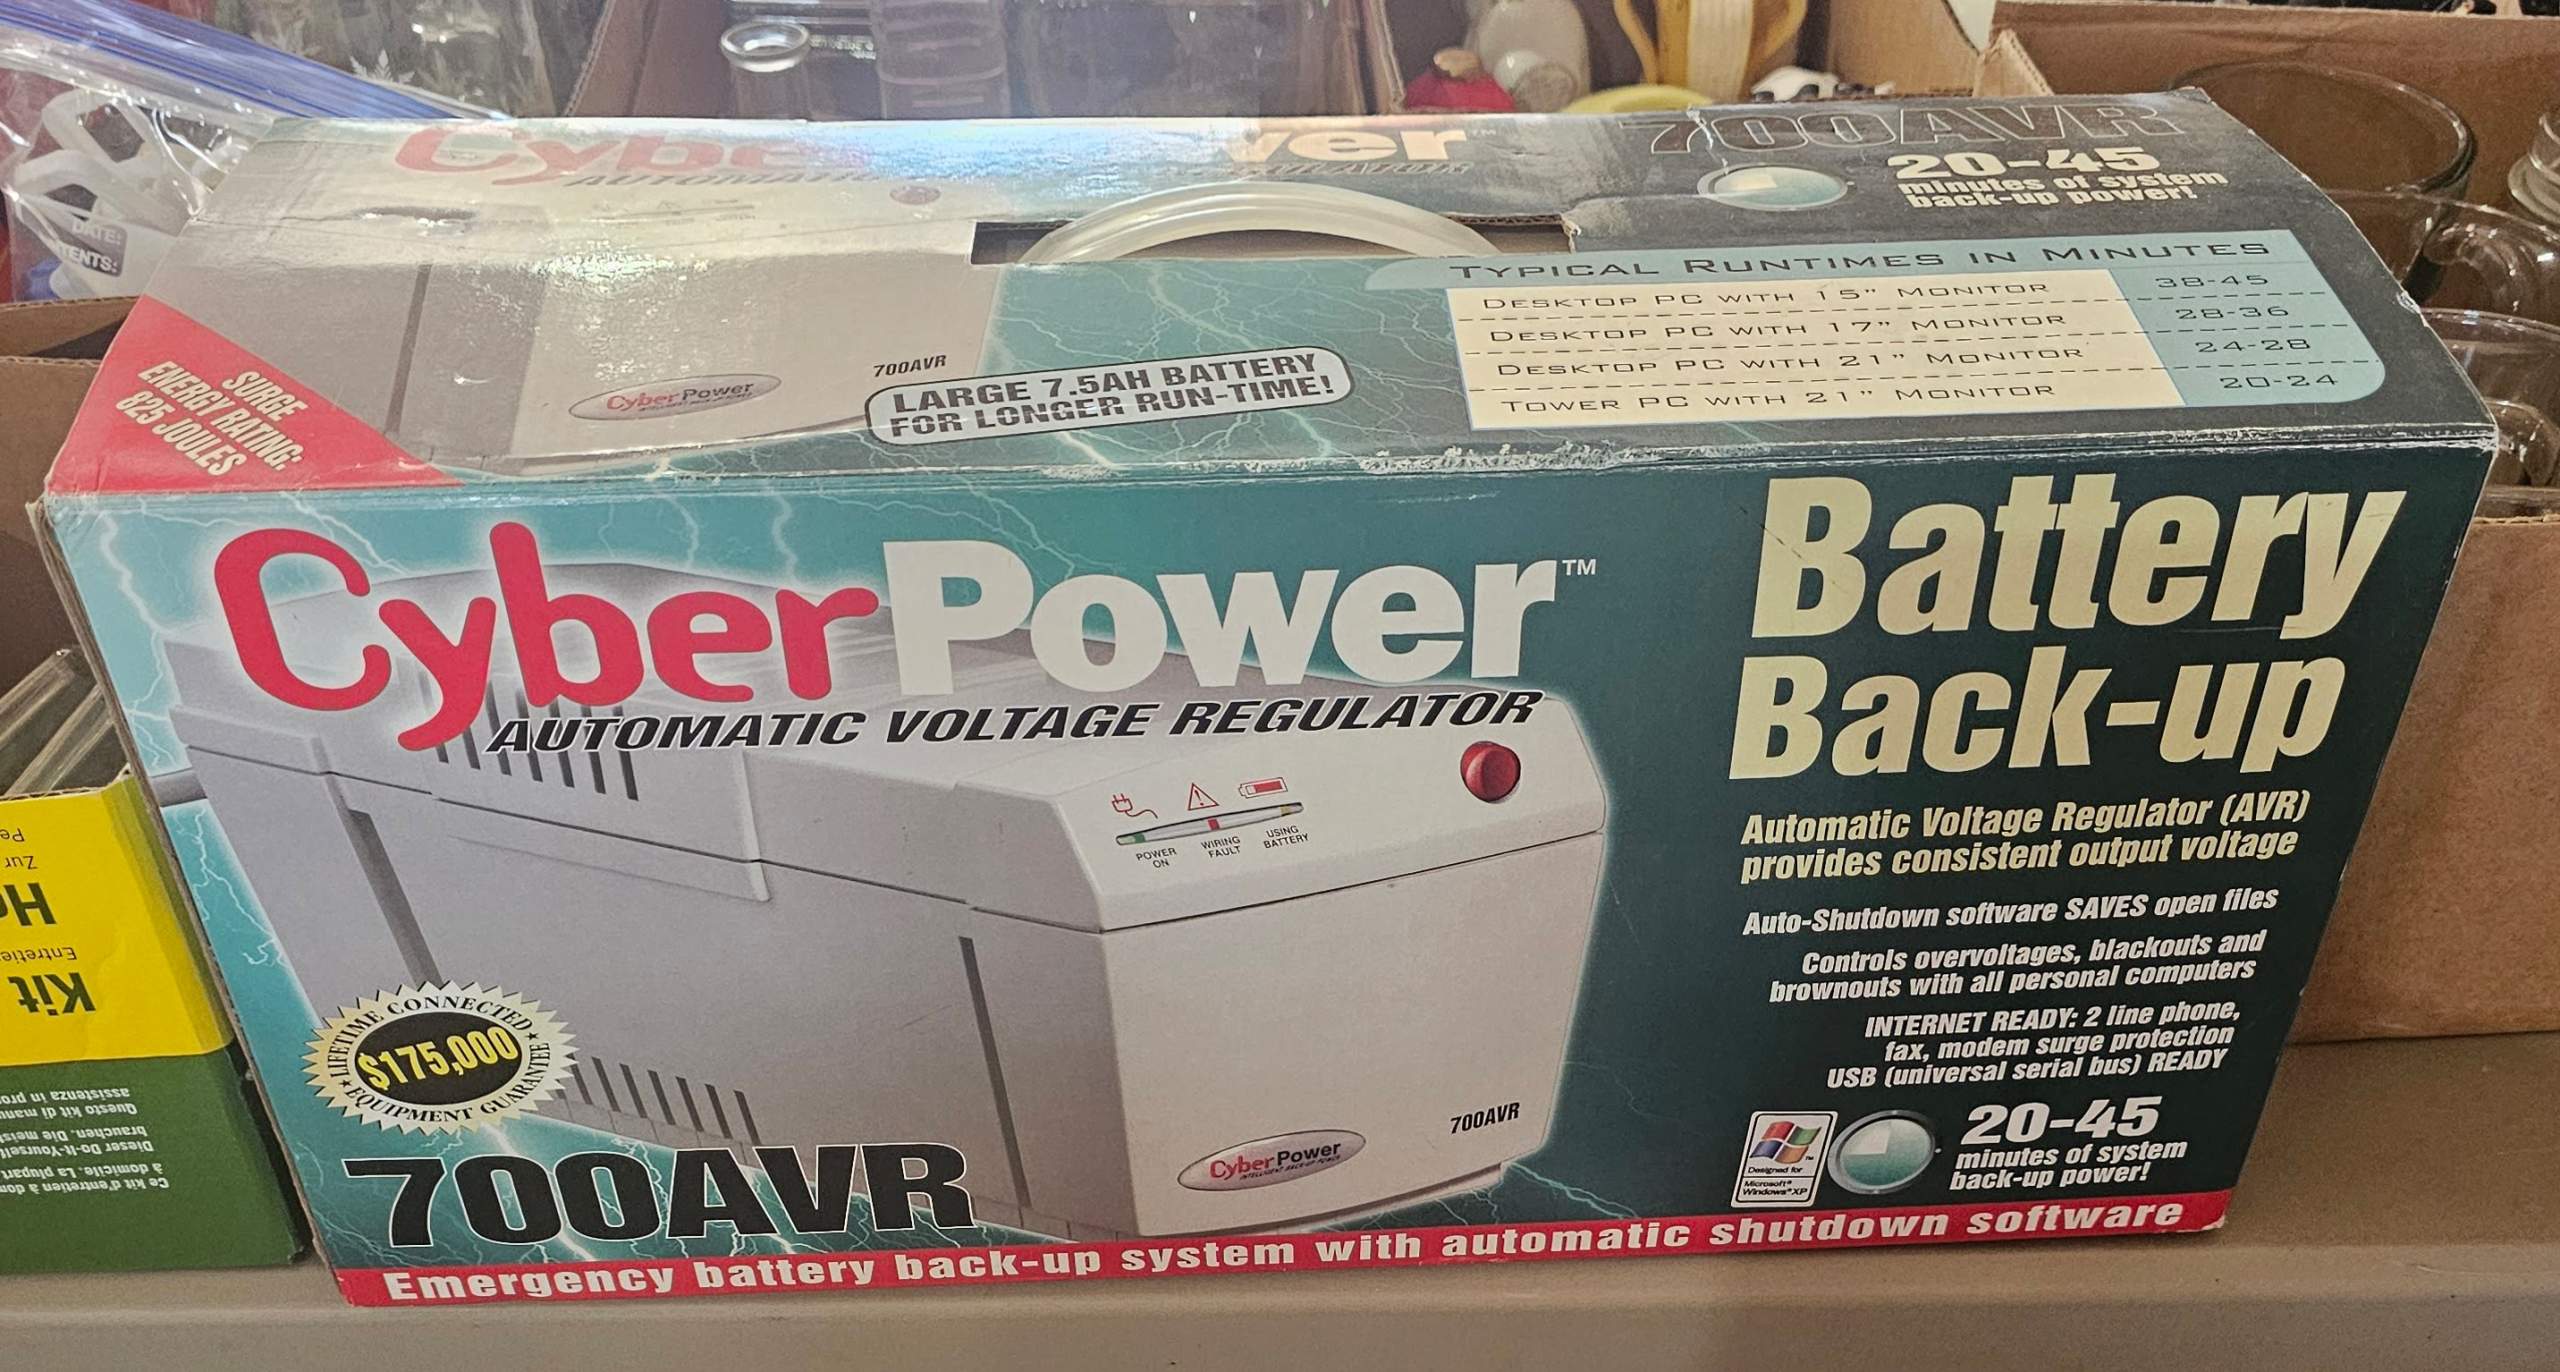 CyberPower™
AUTOMATIC
700AVR
20-45
minutes of system
back-up power!
TYPICAL RUNTIMES IN MINUTES
DESKTOP PC WITH 15" MONITOR 38-45
DESKTOP PC WITH 17" MONITOR 28-36
DESKTOP PC WITH 21" MONITOR 24-28
TOWER PC WITH 21" MONITOR 20-24
DATE:
SURGE
ENERGY RATING:
825 JOULES
700AVR
CyberPower
LARGE 7.5AH BATTERY
FOR LONGER RUN-TIME!
CyberPower™
AUTOMATIC VOLTAGE REGULATOR
POWER
ON
WIRING
FAULT
USING
BATTERY
LIFETIME CONNECTED
$175,000
EQUIPMENT GUARANTEE
700AVR
CyberPower
700AVR
Battery
Back-up
Automatic Voltage Regulator (AVR)
provides consistent output voltage
Auto-Shutdown software SAVES open files
Controls overvoltages, blackouts and
brownouts with all personal computers
INTERNET READY: 2 line phone,
fax, modem surge protection
USB (universal serial bus) READY
Designed for
Microsoft®
Windows®XP
20-45
minutes of system
back-up power!
Emergency battery back-up system with automatic shutdown software
Kit
Zur